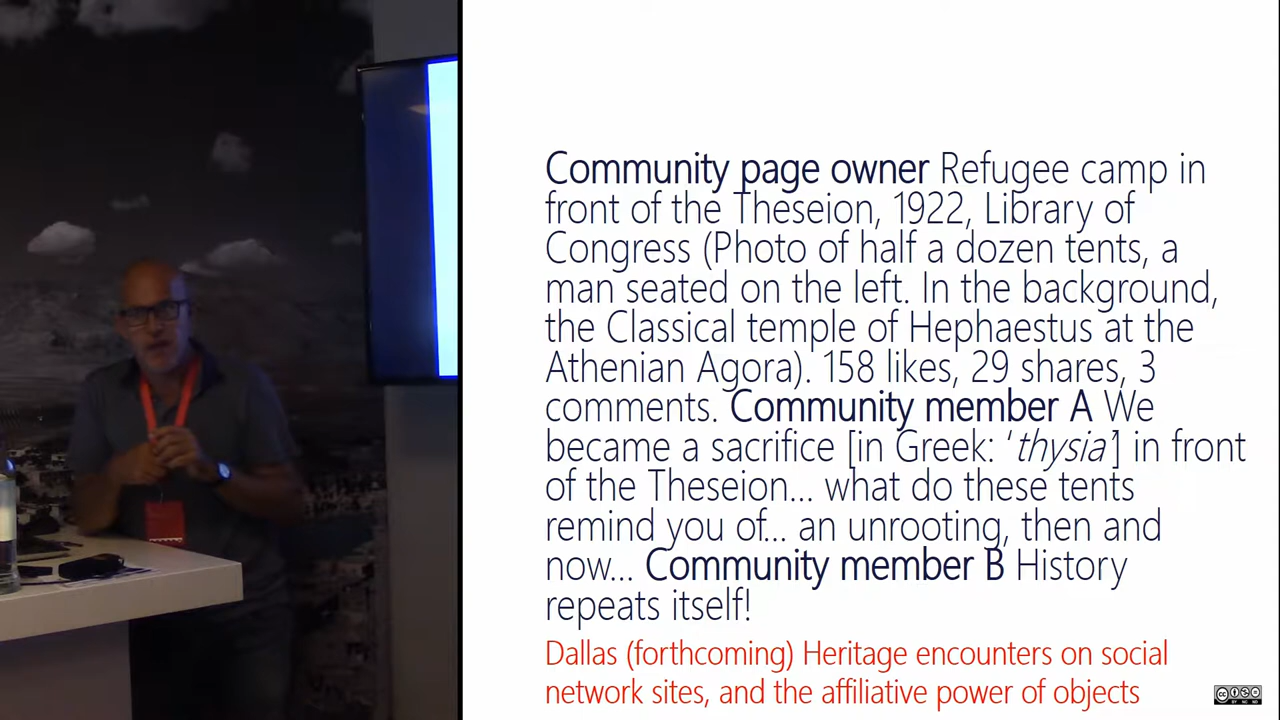 Community page owner Refugee camp in
front of the Theseion, 1922, Library of
Congress (Photo of half a dozen tents, a
man seated on the left. In the background,
the Classical temple of Hephaestus at the
Athenian Agora). 158 likes, 29 shares, 3
comments. Community member A We
became a sacrifice [in Greek: ‘thysia’] in front
of the Theseion... what do these tents
remind you of... an unrooting, then and
now... Community member B History
repeats itself!
Dallas (forthcoming) Heritage encounters on social
network sites, and the affiliative power of objects
CC
BY NC ND